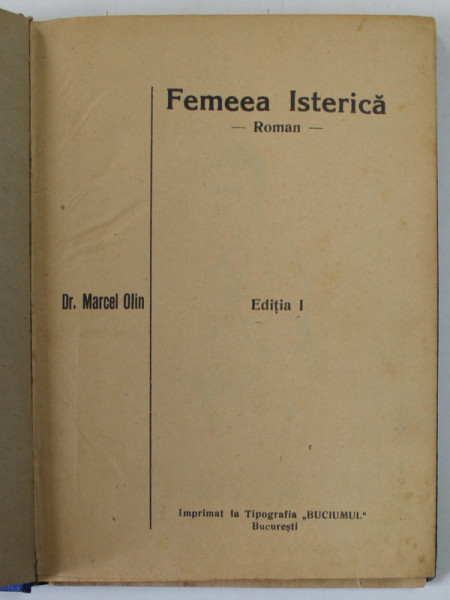 Femeea Isterică
— Roman —
Dr. Marcel Olin
Ediția I
Imprimat la Tipografia „BUCIUMUL“
București